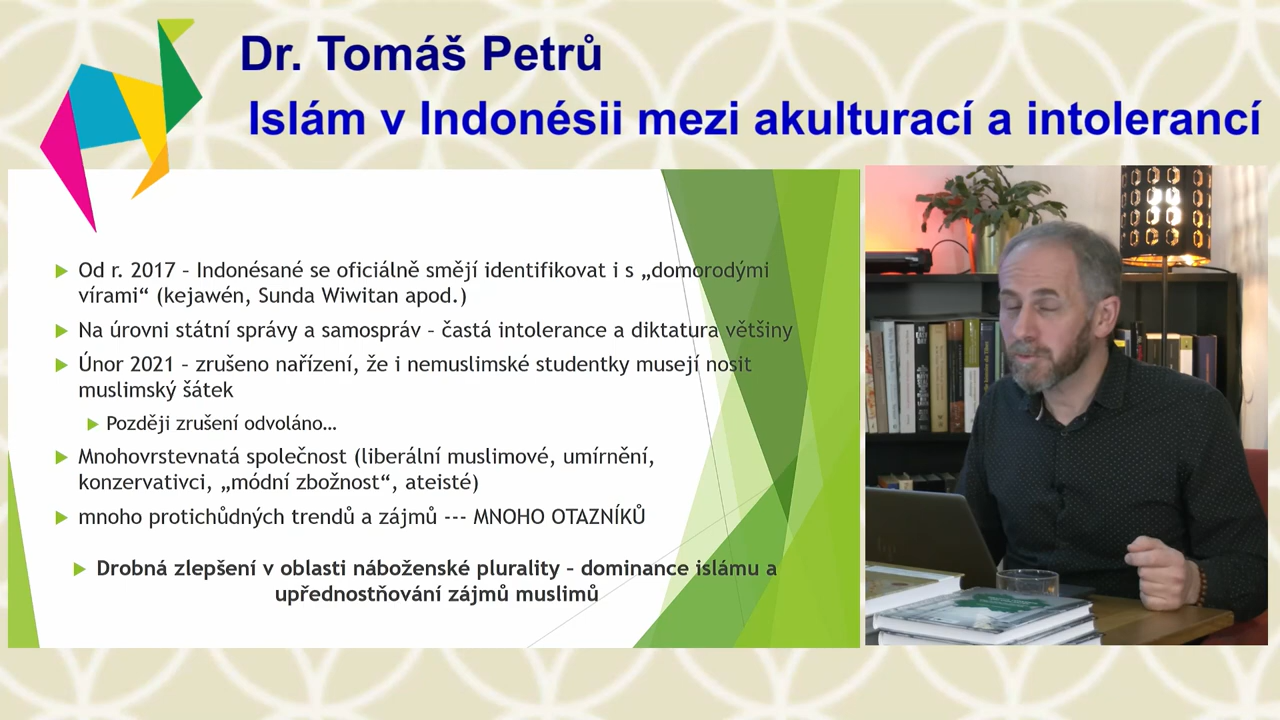 Dr. Tomáš Petrů
Islám v Indonésii mezi akulturací a intolerancí
Od r. 2017 – Indonésané se oficiálně smějí identifikovat i s „domorodými
vírami“ (kejawén, Sunda Wiwitan apod.)
Na úrovni státní správy a samospráv – častá intolerance a diktatura většiny
Únor 2021 – zrušeno nařízení, že i nemuslimské studentky musejí nosit
muslimský šátek
Později zrušení odvoláno…
Mnohovrstevnatá společnost (liberální muslimové, umírnění,
konzervativci, „módní zbožnost“, ateisté)
mnoho protichůdných trendů a zájmů --- MNOHO OTAZNÍKŮ
Drobná zlepšení v oblasti náboženské plurality – dominance islámu a
upřednostňování zájmů muslimů